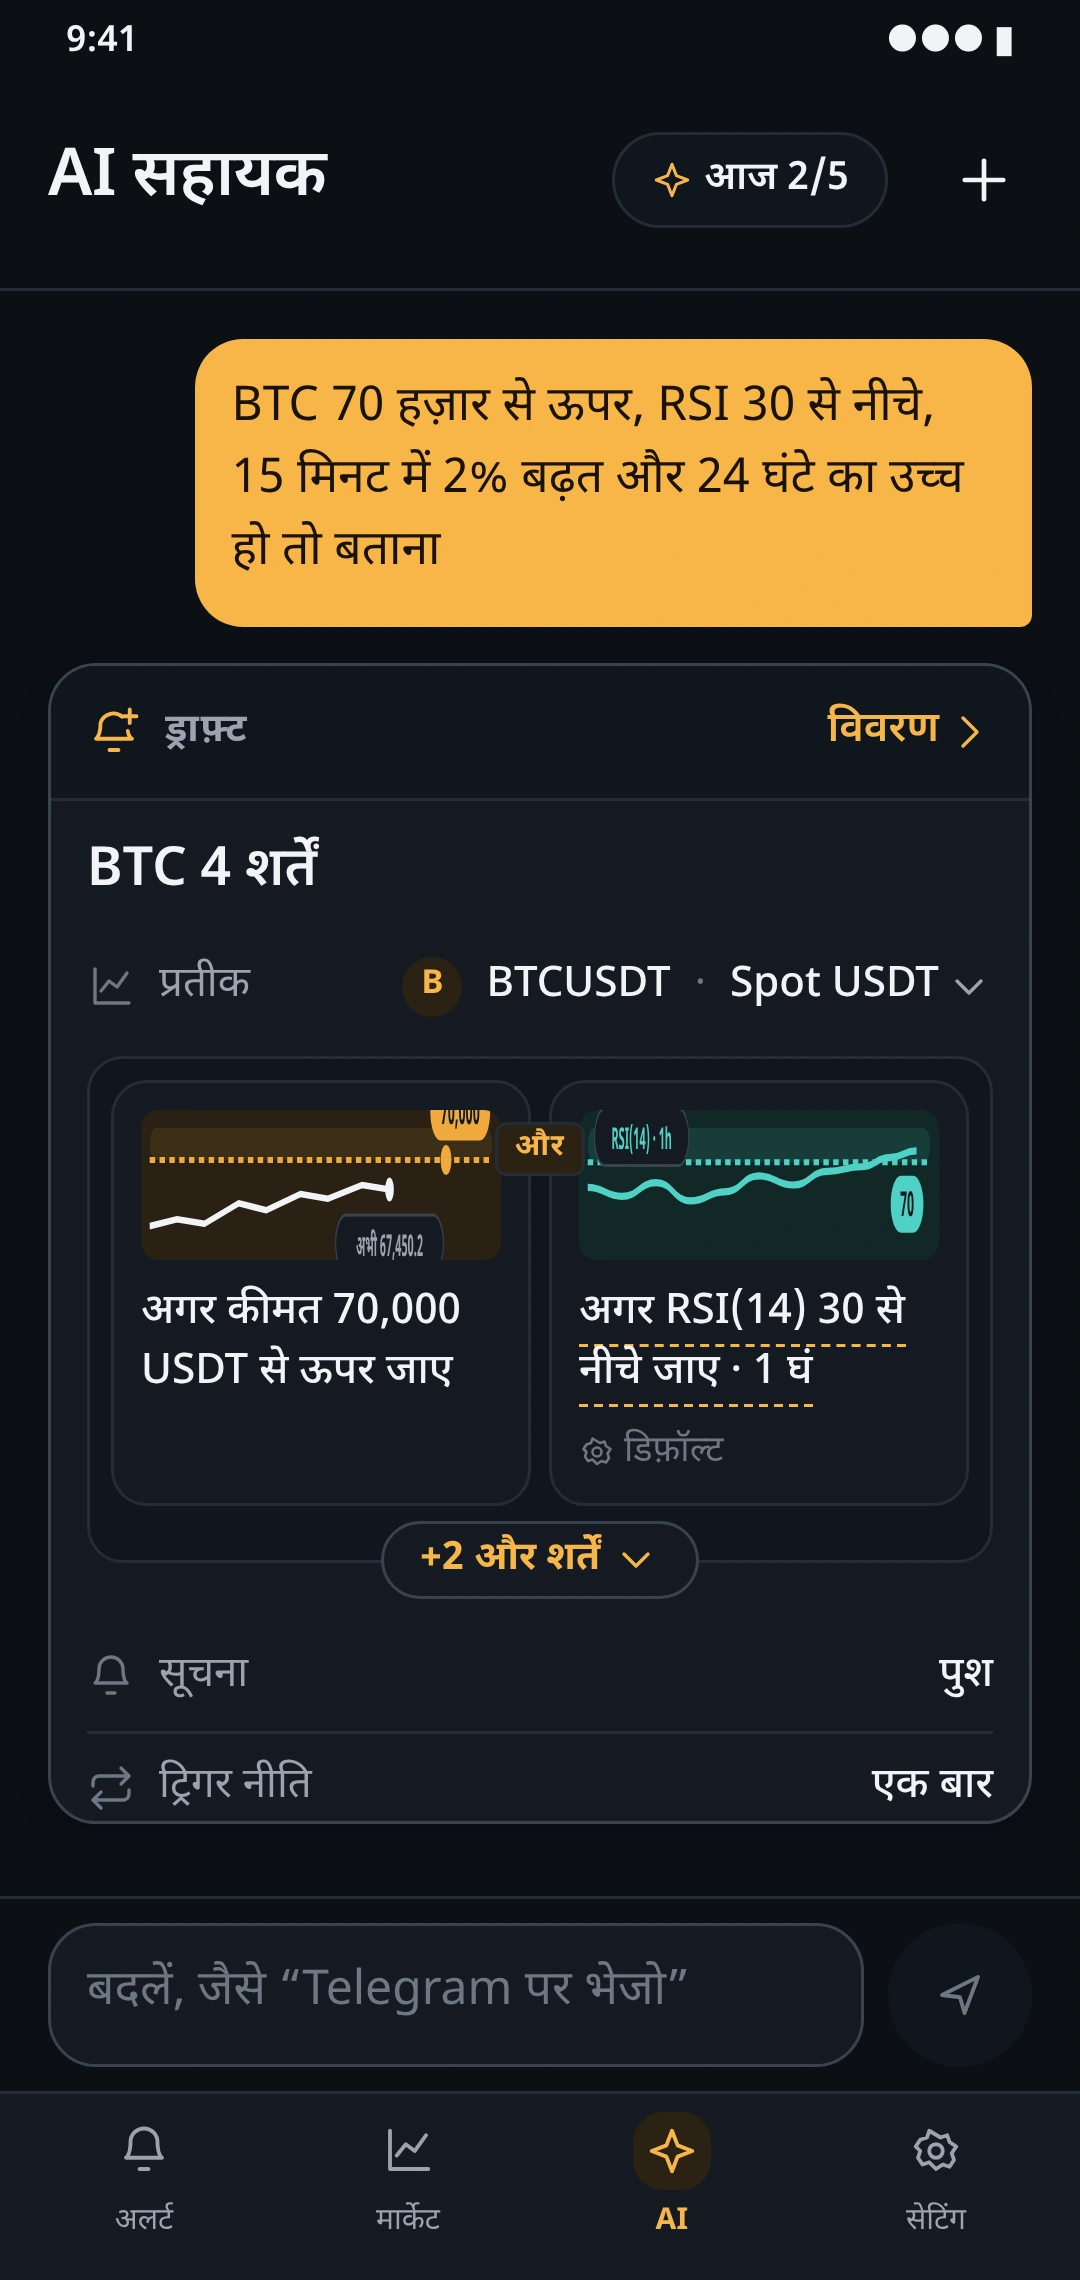 9:41
AI सहायक
आज 2/5
BTC 70 हज़ार से ऊपर, RSI 30 से नीचे,
15 मिनट में 2% बढ़त और 24 घंटे का उच्च
हो तो बताना
ड्राफ़्ट
विवरण
BTC 4 शर्तें
प्रतीक
B BTCUSDT · Spot USDT
70,000
और
RSI(14) · 1h
70
अभी 67,450.2
अगर कीमत 70,000
USDT से ऊपर जाए
अगर RSI(14) 30 से
नीचे जाए · 1 घं
डिफ़ॉल्ट
+2 और शर्तें
सूचना
पुश
ट्रिगर नीति
एक बार
बदलें, जैसे “Telegram पर भेजो”
अलर्ट
मार्केट
AI
सेटिंग